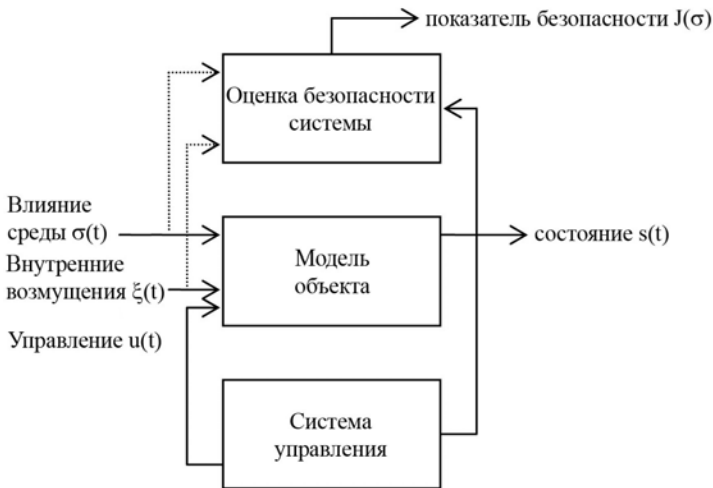 показатель безопасности J(σ)
Оценка безопасности
системы
Влияние
среды σ(t)
состояние s(t)
Внутренние
возмущения ξ(t)
Модель
объекта
Управление u(t)
Система
управления